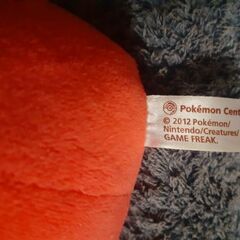 Pokémon Cent
© 2012 Pokémon/
Nintendo/Creatures/
GAME FREAK.